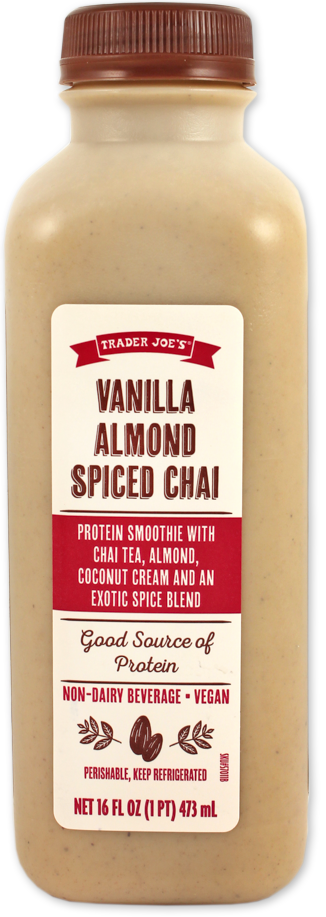 TRADER JOE'S®
VANILLA
ALMOND
SPICED CHAI
PROTEIN SMOOTHIE WITH
CHAI TEA, ALMOND,
COCONUT CREAM AND AN
EXOTIC SPICE BLEND
Good Source of
Protein
NON-DAIRY BEVERAGE • VEGAN
PERISHABLE, KEEP REFRIGERATED
NET 16 FL OZ (1 PT) 473 mL